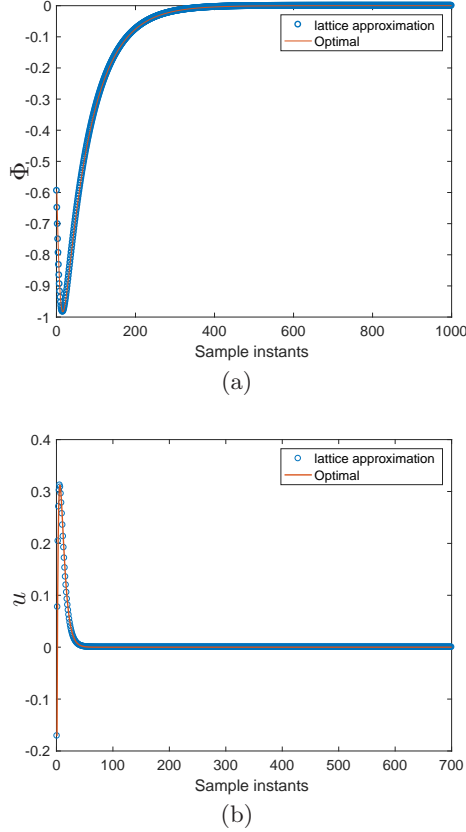 0
-0.1
-0.2
-0.3
-0.4
-0.5
-0.6
-0.7
-0.8
-0.9
-1
Φ
lattice approximation
Optimal
0 200 400 600 800 1000
Sample instants
(a)
0.4
0.3
0.2
0.1
0
-0.1
-0.2
u
lattice approximation
Optimal
0 100 200 300 400 500 600 700
Sample instants
(b)